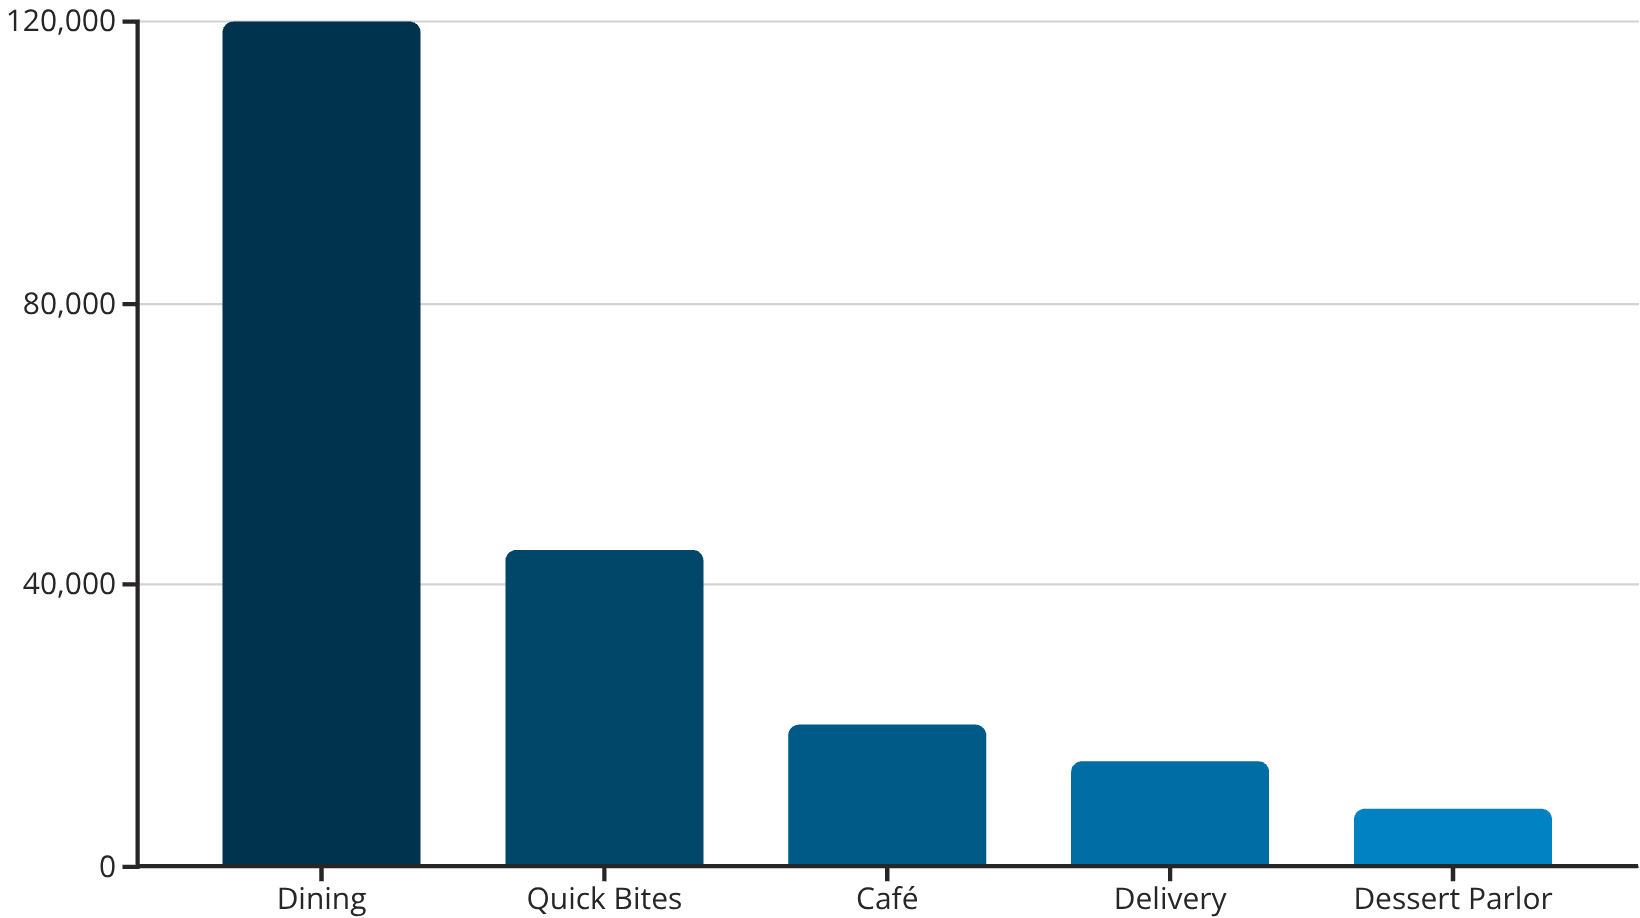 120,000
80,000
40,000
0
Dining Quick Bites Café Delivery Dessert Parlor